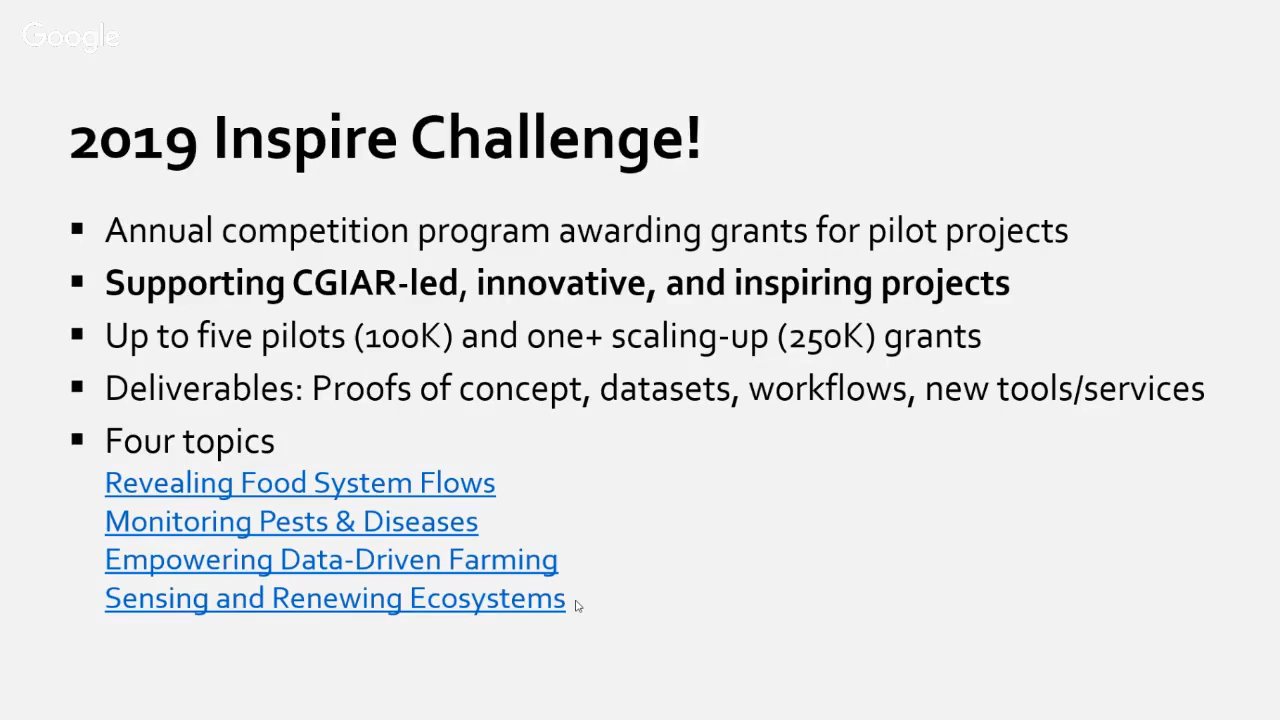 Google
2019 Inspire Challenge!
▪ Annual competition program awarding grants for pilot projects
▪ Supporting CGIAR-led, innovative, and inspiring projects
▪ Up to five pilots (100K) and one+ scaling-up (250K) grants
▪ Deliverables: Proofs of concept, datasets, workflows, new tools/services
▪ Four topics
Revealing Food System Flows
Monitoring Pests & Diseases
Empowering Data-Driven Farming
Sensing and Renewing Ecosystems